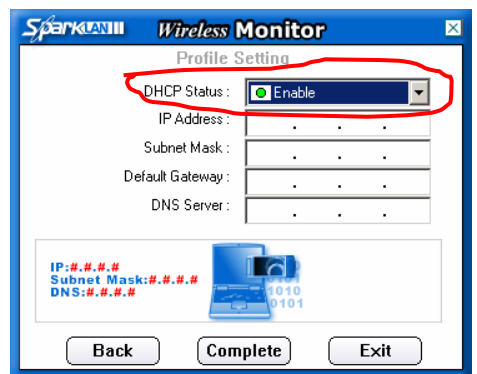 SparkLAN Wireless Monitor
Profile Setting
DHCP Status : Enable
IP Address : . . .
Subnet Mask : . . .
Default Gateway : . . .
DNS Server : . . .
IP:#.#.#.#
Subnet Mask:#.#.#.#
DNS:#.#.#.#
0101
1010
0101
Back Complete Exit